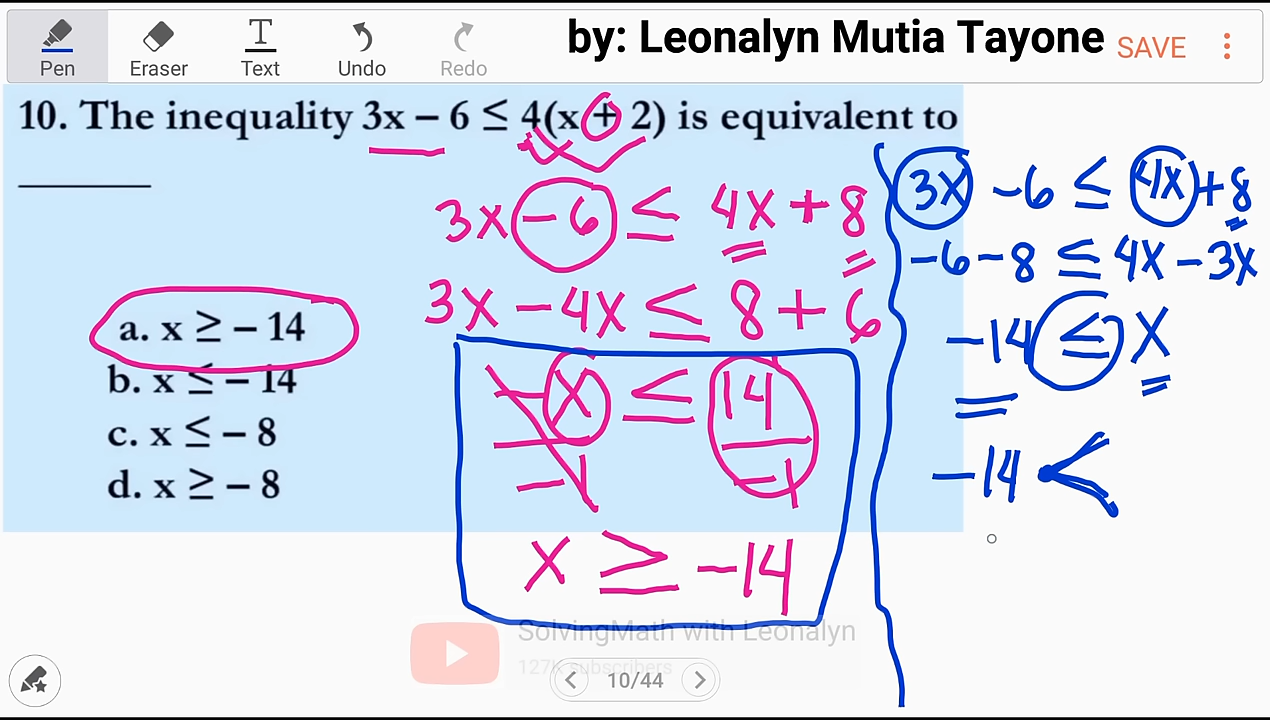 by: Leonalyn Mutia Tayone
SAVE
Pen
Eraser
Text
Undo
Redo
10. The inequality 3x – 6 ≤ 4(x + 2) is equivalent to
a. x ≥ – 14
b. x ≤ – 14
c. x ≤ – 8
d. x ≥ – 8
3x – 6 ≤ 4x + 8
3x – 4x ≤ 8 + 6
–x ≤ 14
–1 –1
x ≥ –14
3x – 6 ≤ 4x + 8
–6 – 8 ≤ 4x – 3x
–14 ≤ x
–14 <
SolvingMath with Leonalyn
127K subscribers
10/44